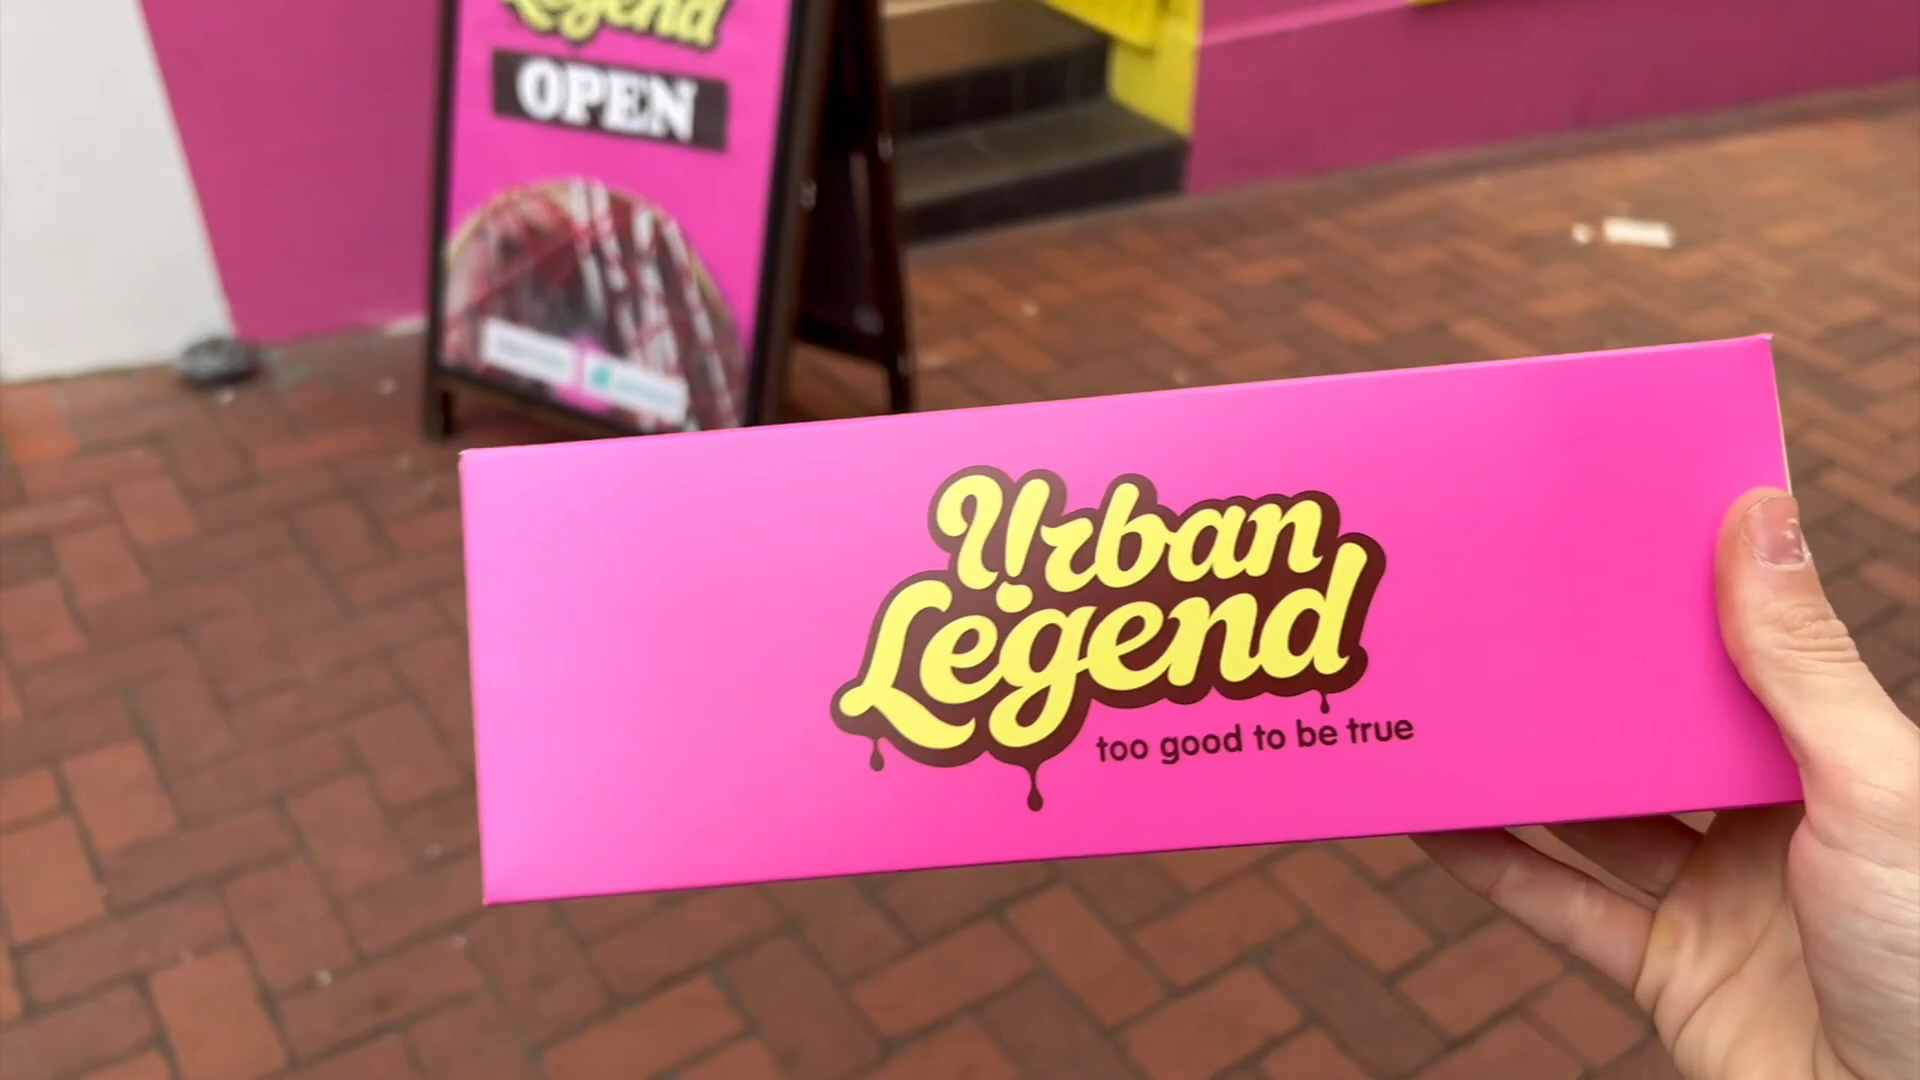 Legend
OPEN
Urban
Legend
too good to be true